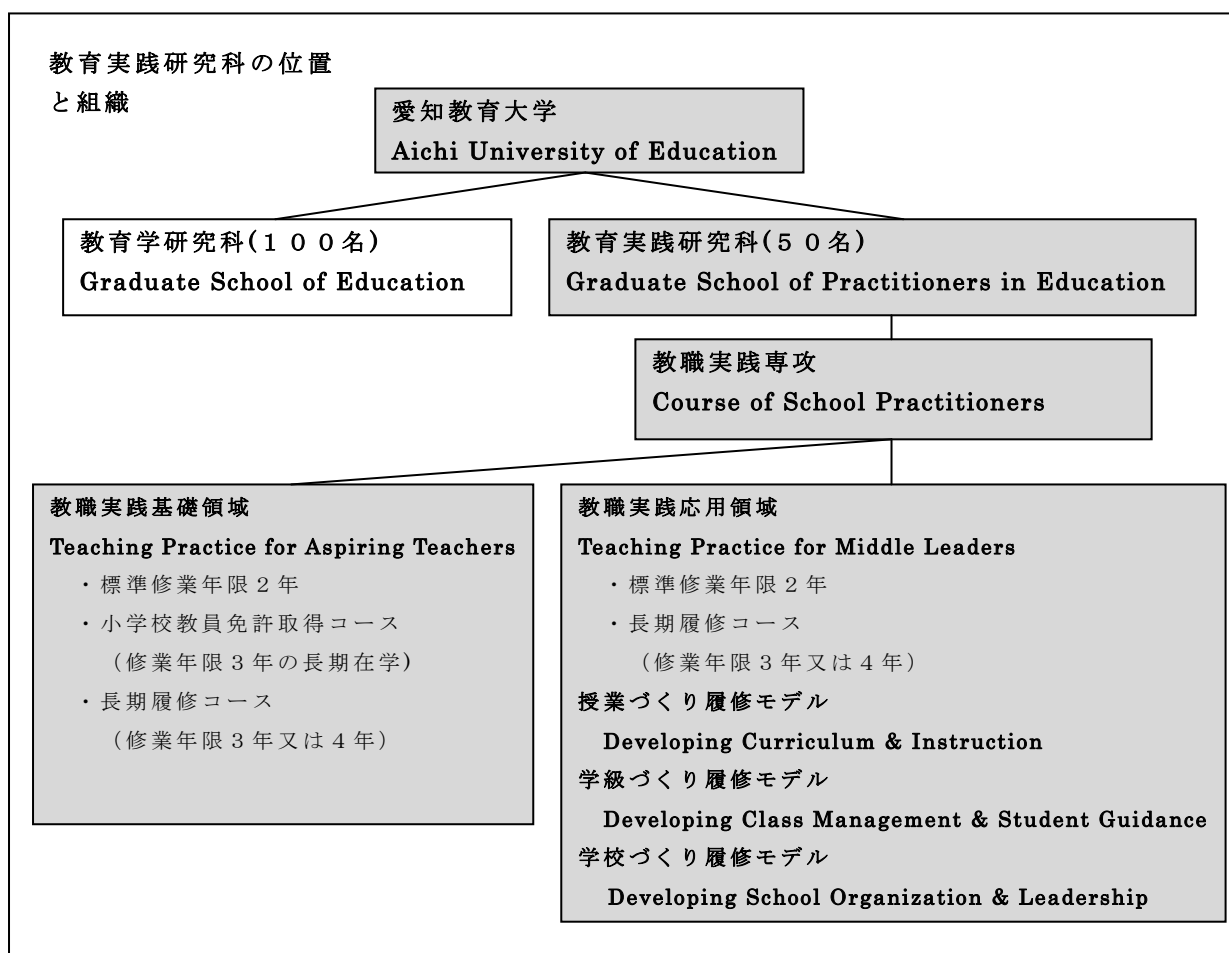 教育実践研究科の位置
と組織
愛知教育大学
Aichi University of Education
教育学研究科(１００名)
Graduate School of Education
教育実践研究科(５０名)
Graduate School of Practitioners in Education
教職実践専攻
Course of School Practitioners
教職実践基礎領域
Teaching Practice for Aspiring Teachers
・標準修業年限２年
・小学校教員免許取得コース
（修業年限３年の長期在学)
・長期履修コース
（修業年限３年又は４年）
教職実践応用領域
Teaching Practice for Middle Leaders
・標準修業年限２年
・長期履修コース
（修業年限３年又は４年）
授業づくり履修モデル
Developing Curriculum & Instruction
学級づくり履修モデル
Developing Class Management & Student Guidance
学校づくり履修モデル
Developing School Organization & Leadership